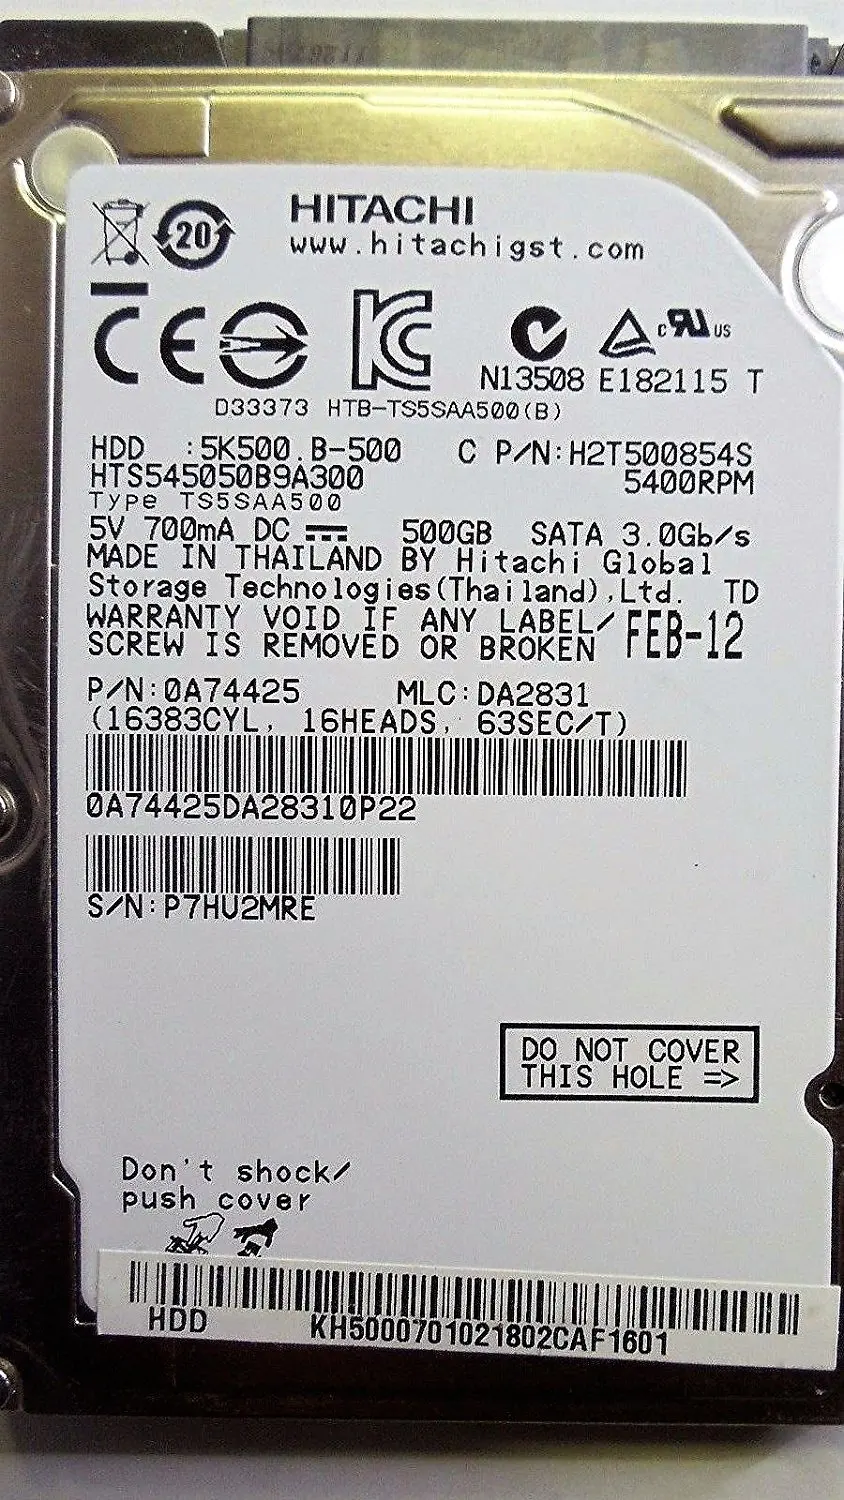 20
HITACHI
www.hitachigst.com
N13508 E182115 T
D33373 HTB-TS5SAA500(B)
HDD :5K500.B-500 C P/N:H2T500854S
HTS545050B9A300 5400RPM
Type TS5SAA500
5V 700mA DC 500GB SATA 3.0Gb/s
MADE IN THAILAND BY Hitachi Global
Storage Technologies(Thailand),Ltd. TD
WARRANTY VOID IF ANY LABEL/
SCREW IS REMOVED OR BROKEN FEB-12
P/N:0A74425 MLC:DA2831
(16383CYL, 16HEADS, 63SEC/T)
0A74425DA28310P22
S/N:P7HU2MRE
DO NOT COVER
THIS HOLE =>
Don't shock/
push cover
HDD KH5000701021802CAF1601